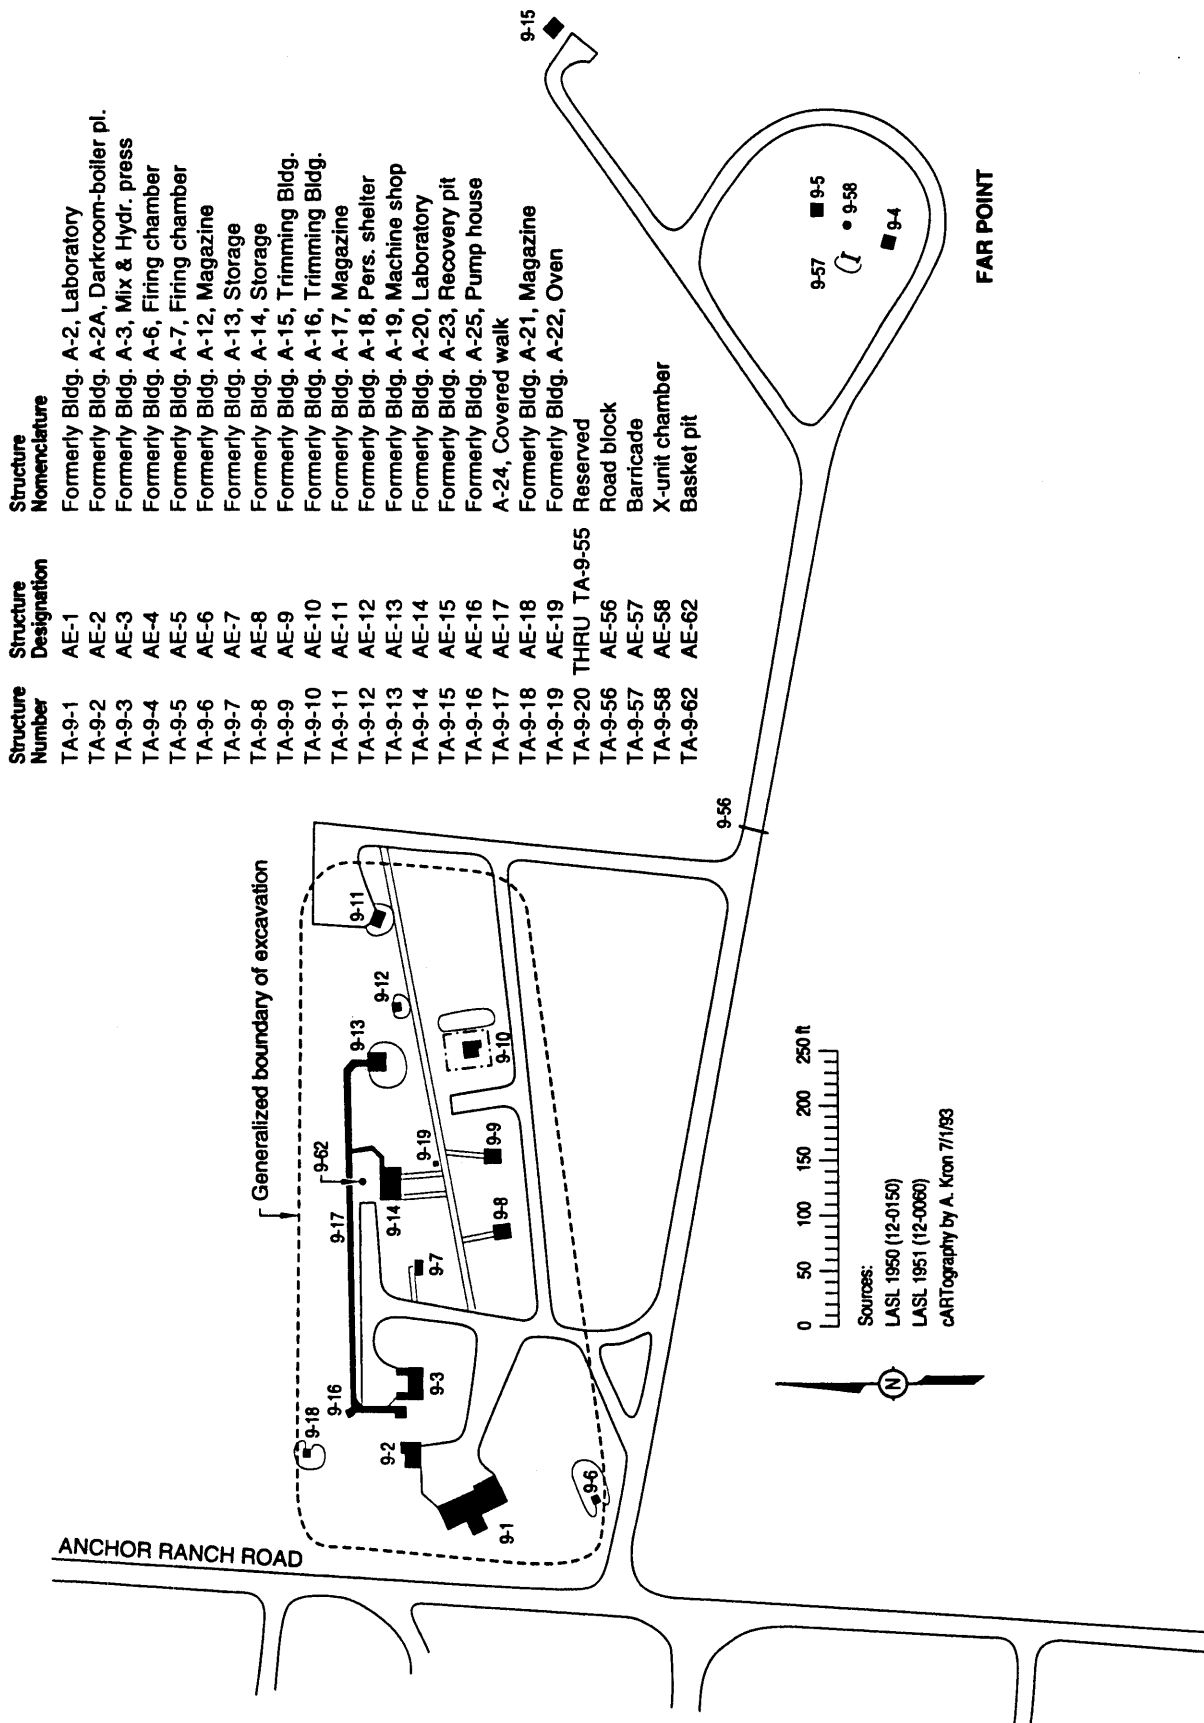 Structure Number Structure Designation Structure Nomenclature
TA-9-1 AE-1 Formerly Bldg. A-2, Laboratory
TA-9-2 AE-2 Formerly Bldg. A-2A, Darkroom-boiler pl.
TA-9-3 AE-3 Formerly Bldg. A-3, Mix & Hydr. press
TA-9-4 AE-4 Formerly Bldg. A-6, Firing chamber
TA-9-5 AE-5 Formerly Bldg. A-7, Firing chamber
TA-9-6 AE-6 Formerly Bldg. A-12, Magazine
TA-9-7 AE-7 Formerly Bldg. A-13, Storage
TA-9-8 AE-8 Formerly Bldg. A-14, Storage
TA-9-9 AE-9 Formerly Bldg. A-15, Trimming Bldg.
TA-9-10 AE-10 Formerly Bldg. A-16, Trimming Bldg.
TA-9-11 AE-11 Formerly Bldg. A-17, Magazine
TA-9-12 AE-12 Formerly Bldg. A-18, Pers. shelter
TA-9-13 AE-13 Formerly Bldg. A-19, Machine shop
TA-9-14 AE-14 Formerly Bldg. A-20, Laboratory
TA-9-15 AE-15 Formerly Bldg. A-23, Recovery pit
TA-9-16 AE-16 Formerly Bldg. A-25, Pump house
TA-9-17 AE-17 A-24, Covered walk
TA-9-18 AE-18 Formerly Bldg. A-21, Magazine
TA-9-19 AE-19 Formerly Bldg. A-22, Oven
TA-9-20 THRU TA-9-55 Reserved
TA-9-56 AE-56 Road block
TA-9-57 AE-57 Barricade
TA-9-58 AE-58 X-unit chamber
TA-9-62 AE-62 Basket pit
Generalized boundary of excavation
ANCHOR RANCH ROAD
9-18
9-16
9-17
9-62
9-13
9-12
9-11
9-2
9-3
9-7
9-14
9-19
9-1
9-8
9-9
9-10
9-6
9-56
9-15
9-57
9-5
9-58
9-4
FAR POINT
0 50 100 150 200 250 ft
Sources:
LASL 1950 (12-0150)
LASL 1951 (12-0060)
cARTography by A. Kron 7/1/93
N